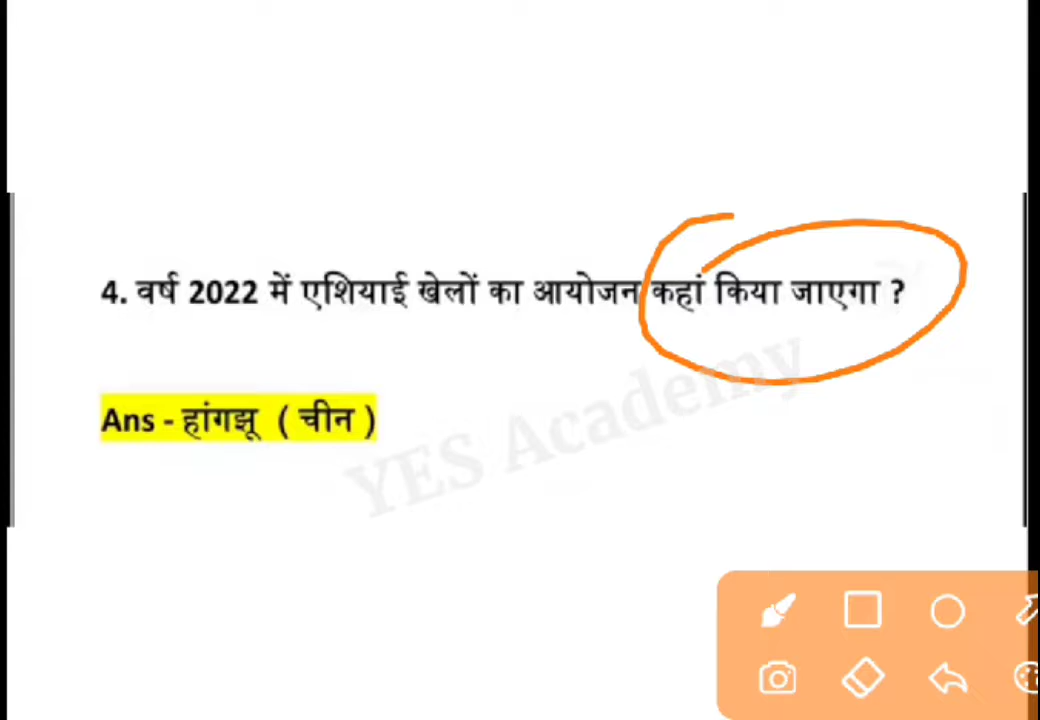 4. वर्ष 2022 में एशियाई खेलों का आयोजन कहां किया जाएगा ?
Ans - हांगझू ( चीन )
YES Academy